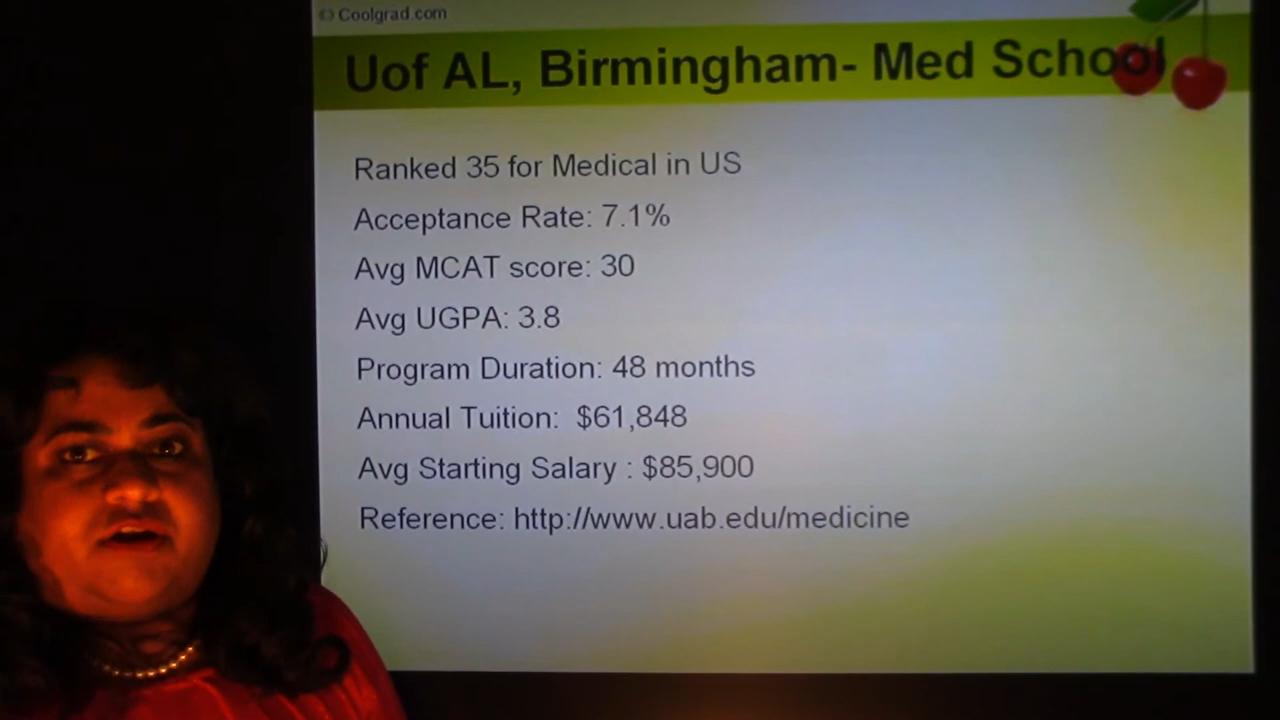 © Coolgrad.com
Uof AL, Birmingham- Med School
Ranked 35 for Medical in US
Acceptance Rate: 7.1%
Avg MCAT score: 30
Avg UGPA: 3.8
Program Duration: 48 months
Annual Tuition:  $61,848
Avg Starting Salary : $85,900
Reference: http://www.uab.edu/medicine